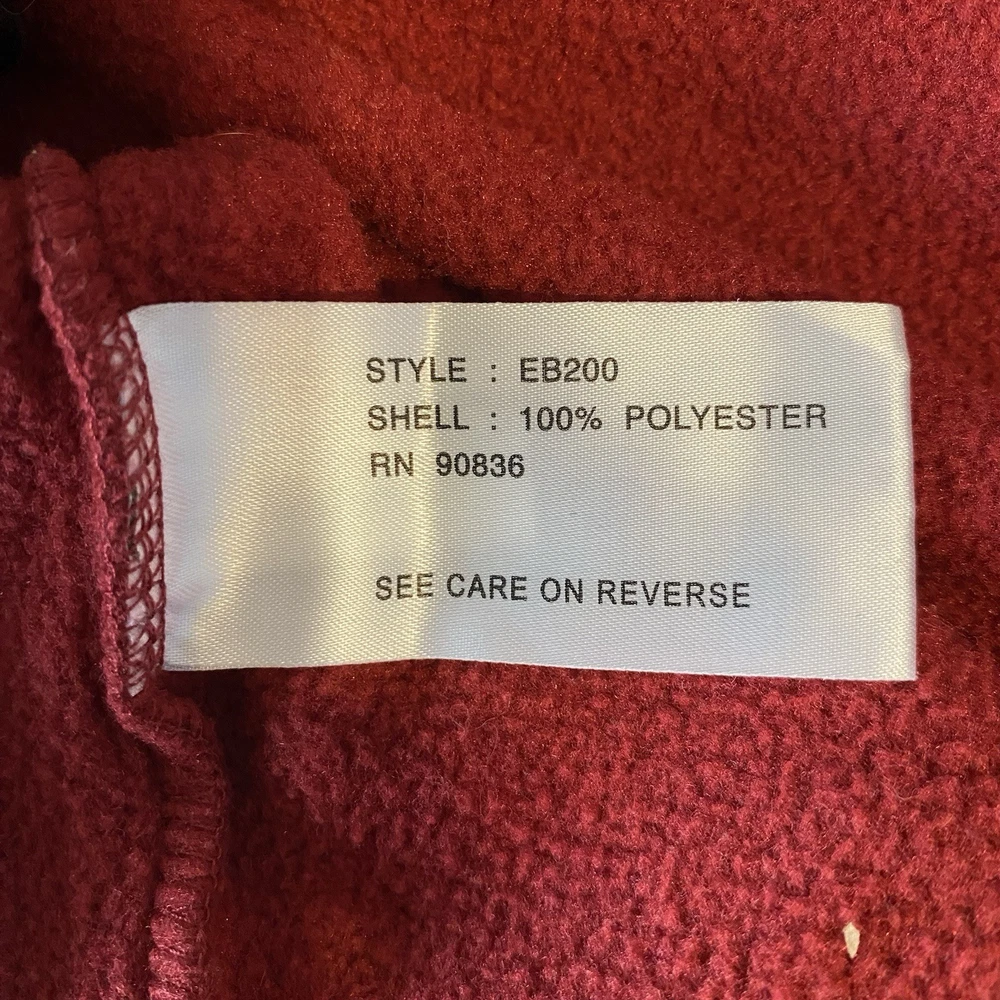 STYLE : EB200
SHELL : 100% POLYESTER
RN 90836
SEE CARE ON REVERSE